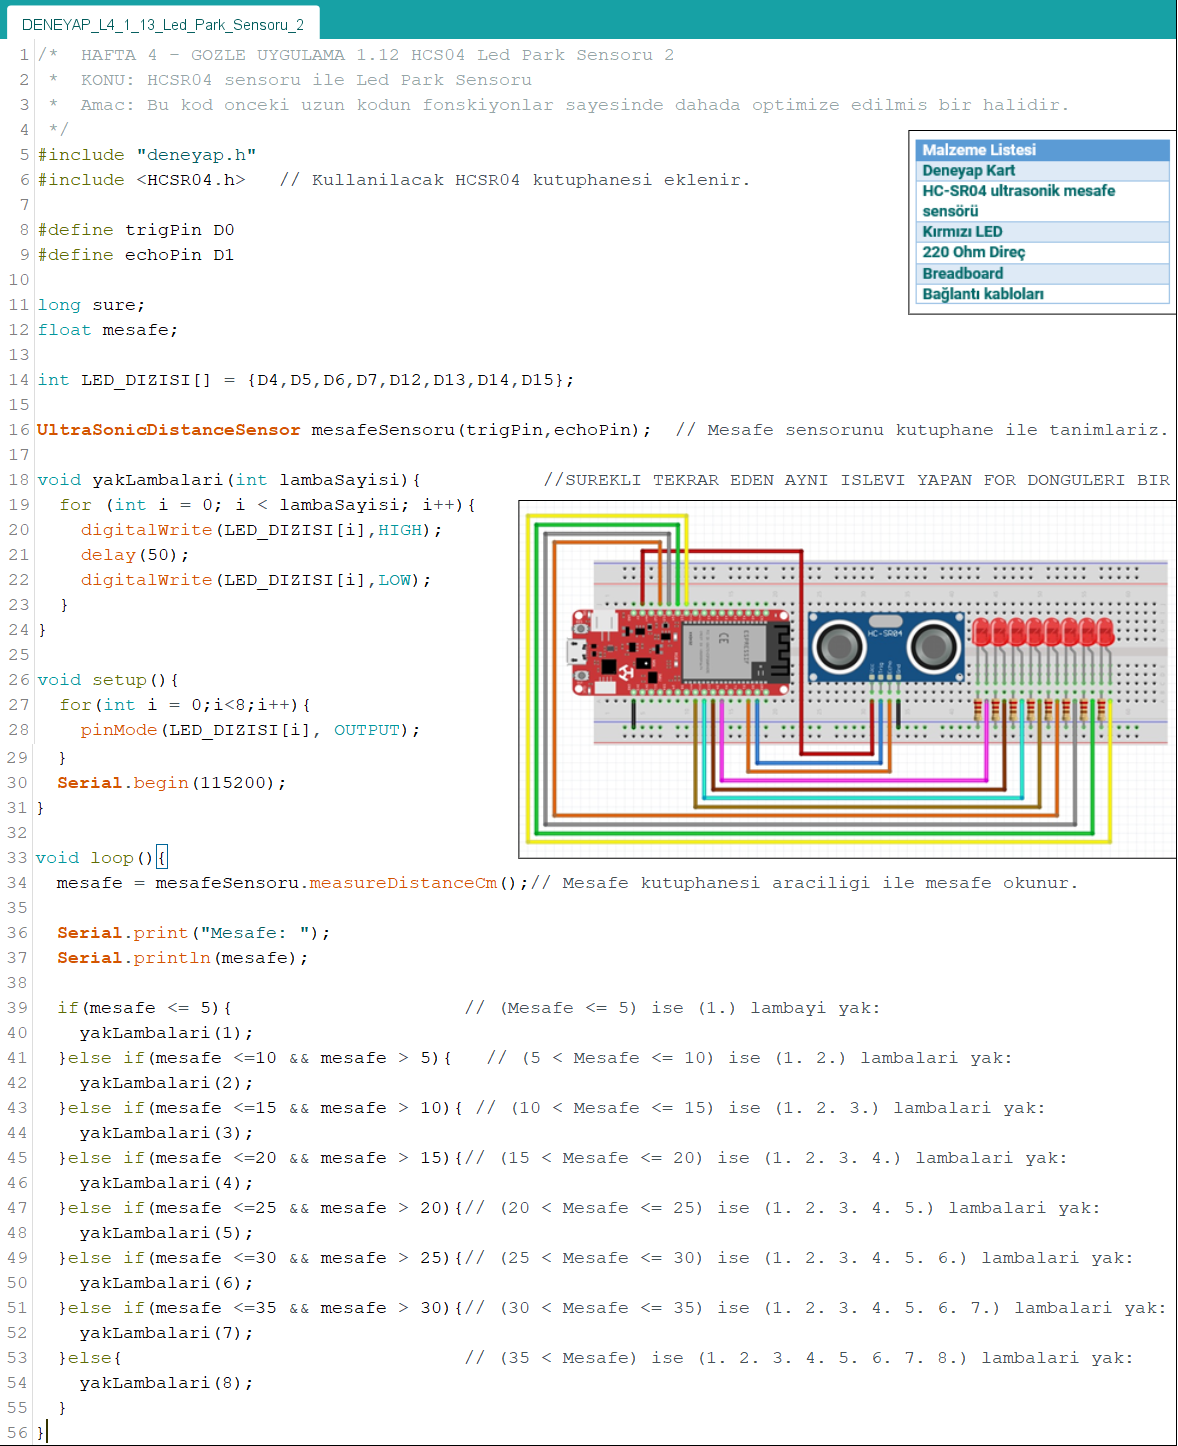 DENEYAP_L4_1_13_Led_Park_Sensoru_2
1 /*  HAFTA 4 - GOZLE UYGULAMA 1.12 HCS04 Led Park Sensoru 2
2  *  KONU: HCSR04 sensoru ile Led Park Sensoru
3  *  Amac: Bu kod onceki uzun kodun fonskiyonlar sayesinde dahada optimize edilmis bir halidir.
4  */
5 #include "deneyap.h"
6 #include <HCSR04.h>   // Kullanilacak HCSR04 kutuphanesi eklenir.
7
8 #define trigPin D0
9 #define echoPin D1
10
11 long sure;
12 float mesafe;
13
14 int LED_DIZISI[] = {D4,D5,D6,D7,D12,D13,D14,D15};
15
16 UltraSonicDistanceSensor mesafeSensoru(trigPin,echoPin);  // Mesafe sensorunu kutuphane ile tanimlariz.
17
18 void yakLambalari(int lambaSayisi){           //SUREKLI TEKRAR EDEN AYNI ISLEVI YAPAN FOR DONGULERI BIR
19   for (int i = 0; i < lambaSayisi; i++){
20     digitalWrite(LED_DIZISI[i],HIGH);
21     delay(50);
22     digitalWrite(LED_DIZISI[i],LOW);
23   }
24 }
25
26 void setup(){
27   for(int i = 0;i<8;i++){
28     pinMode(LED_DIZISI[i], OUTPUT);
29   }
30   Serial.begin(115200);
31 }
32
33 void loop(){
34   mesafe = mesafeSensoru.measureDistanceCm();// Mesafe kutuphanesi araciligi ile mesafe okunur.
35
36   Serial.print("Mesafe: ");
37   Serial.println(mesafe);
38
39   if(mesafe <= 5){                     // (Mesafe <= 5) ise (1.) lambayi yak:
40     yakLambalari(1);
41   }else if(mesafe <=10 && mesafe > 5){   // (5 < Mesafe <= 10) ise (1. 2.) lambalari yak:
42     yakLambalari(2);
43   }else if(mesafe <=15 && mesafe > 10){ // (10 < Mesafe <= 15) ise (1. 2. 3.) lambalari yak:
44     yakLambalari(3);
45   }else if(mesafe <=20 && mesafe > 15){// (15 < Mesafe <= 20) ise (1. 2. 3. 4.) lambalari yak:
46     yakLambalari(4);
47   }else if(mesafe <=25 && mesafe > 20){// (20 < Mesafe <= 25) ise (1. 2. 3. 4. 5.) lambalari yak:
48     yakLambalari(5);
49   }else if(mesafe <=30 && mesafe > 25){// (25 < Mesafe <= 30) ise (1. 2. 3. 4. 5. 6.) lambalari yak:
50     yakLambalari(6);
51   }else if(mesafe <=35 && mesafe > 30){// (30 < Mesafe <= 35) ise (1. 2. 3. 4. 5. 6. 7.) lambalari yak:
52     yakLambalari(7);
53   }else{                               // (35 < Mesafe) ise (1. 2. 3. 4. 5. 6. 7. 8.) lambalari yak:
54     yakLambalari(8);
55   }
56 }
Malzeme Listesi
Deneyap Kart
HC-SR04 ultrasonik mesafe
sensörü
Kırmızı LED
220 Ohm Direç
Breadboard
Bağlantı kabloları
HC-SR04